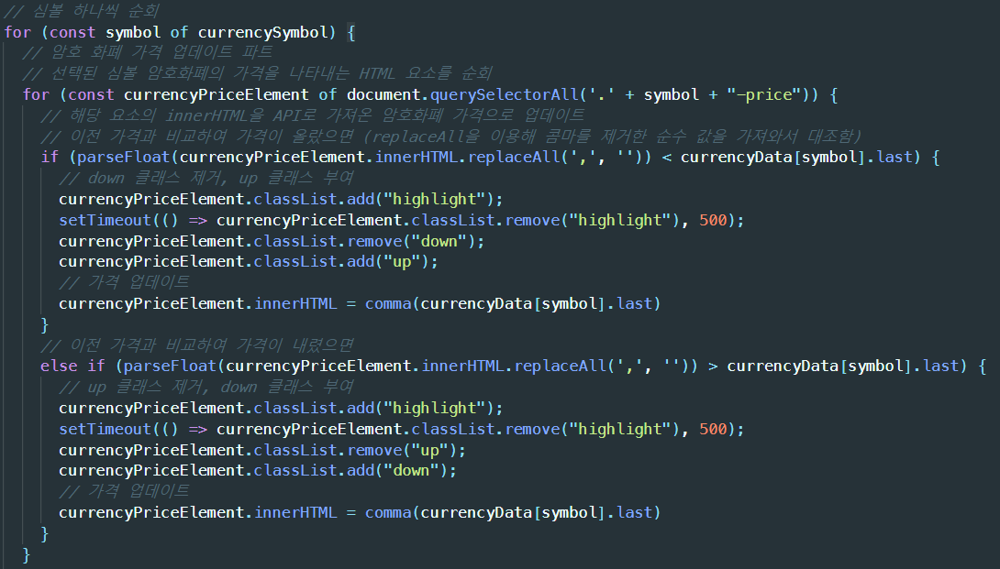 // 심볼 하나씩 순회
for (const symbol of currencySymbol) {
// 암호 화폐 가격 업데이트 파트
// 선택된 심볼 암호화폐의 가격을 나타내는 HTML 요소를 순회
for (const currencyPriceElement of document.querySelectorAll('.' + symbol + "-price")) {
// 해당 요소의 innerHTML을 API로 가져온 암호화폐 가격으로 업데이트
// 이전 가격과 비교하여 가격이 올랐으면 (replaceAll을 이용해 콤마를 제거한 순수 값을 가져와서 대조함)
if (parseFloat(currencyPriceElement.innerHTML.replaceAll(',', '')) < currencyData[symbol].last) {
// down 클래스 제거, up 클래스 부여
currencyPriceElement.classList.add("highlight");
setTimeout(() => currencyPriceElement.classList.remove("highlight"), 500);
currencyPriceElement.classList.remove("down");
currencyPriceElement.classList.add("up");
// 가격 업데이트
currencyPriceElement.innerHTML = comma(currencyData[symbol].last)
}
// 이전 가격과 비교하여 가격이 내렸으면
else if (parseFloat(currencyPriceElement.innerHTML.replaceAll(',', '')) > currencyData[symbol].last) {
// up 클래스 제거, down 클래스 부여
currencyPriceElement.classList.add("highlight");
setTimeout(() => currencyPriceElement.classList.remove("highlight"), 500);
currencyPriceElement.classList.remove("up");
currencyPriceElement.classList.add("down");
// 가격 업데이트
currencyPriceElement.innerHTML = comma(currencyData[symbol].last)
}
}